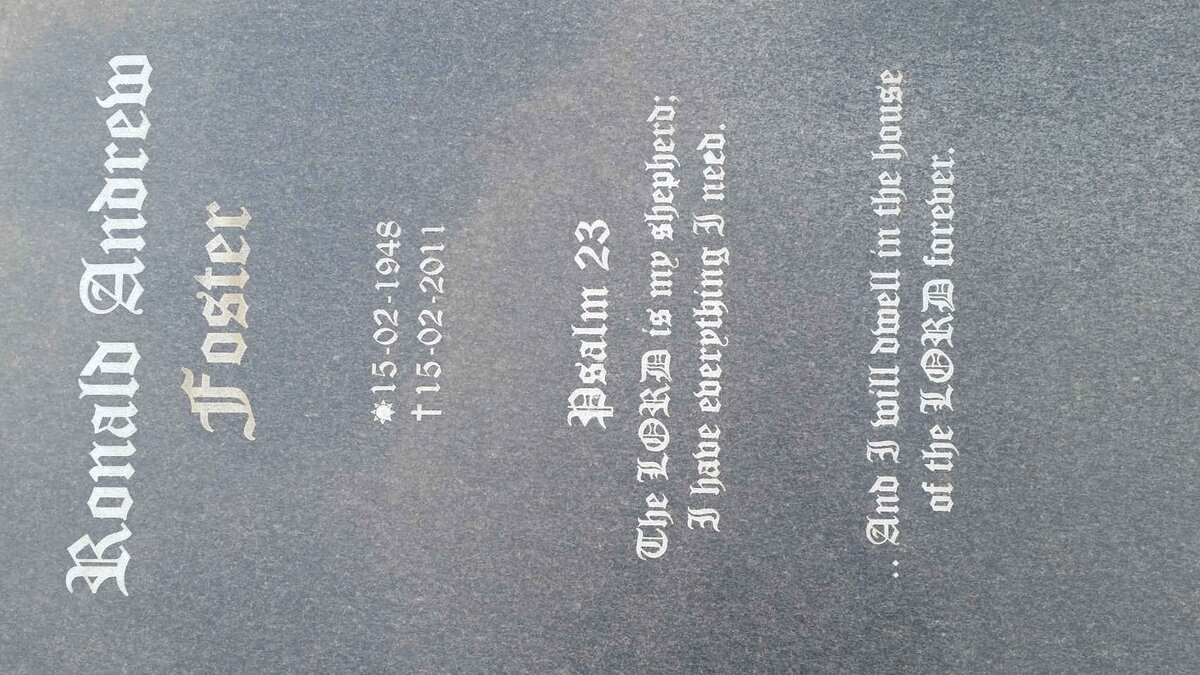 Ronald Andrew
Foster
*15-02-1948
†15-02-2011
Psalm 23
The LORD is my shepherd;
I have everything I need.
.. And I will dwell in the house
of the LORD forever.